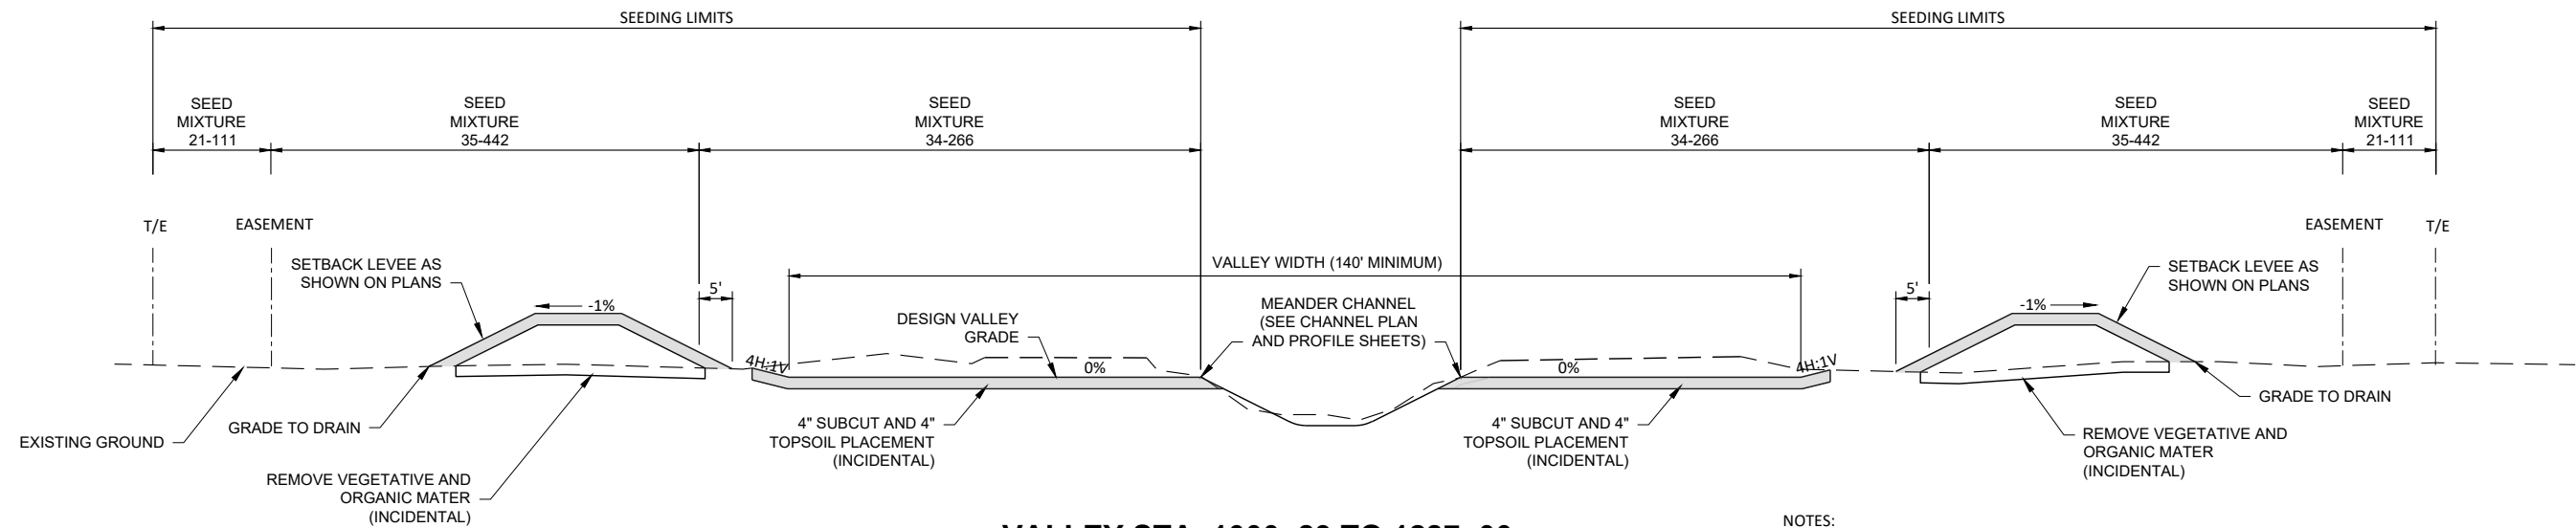 SEEDING LIMITS
SEEDING LIMITS
SEED
MIXTURE
21-111
SEED
MIXTURE
35-442
SEED
MIXTURE
34-266
SEED
MIXTURE
34-266
SEED
MIXTURE
35-442
SEED
MIXTURE
21-111
T/E
EASEMENT
EASEMENT
T/E
SETBACK LEVEE AS
SHOWN ON PLANS
5'
VALLEY WIDTH (140' MINIMUM)
5'
SETBACK LEVEE AS
SHOWN ON PLANS
-1%
DESIGN VALLEY
GRADE
MEANDER CHANNEL
(SEE CHANNEL PLAN
AND PROFILE SHEETS)
-1%
4H:1V
0%
0%
4H:1V
EXISTING GROUND
GRADE TO DRAIN
4" SUBCUT AND 4"
TOPSOIL PLACEMENT
(INCIDENTAL)
4" SUBCUT AND 4"
TOPSOIL PLACEMENT
(INCIDENTAL)
GRADE TO DRAIN
REMOVE VEGETATIVE AND
ORGANIC MATER
(INCIDENTAL)
REMOVE VEGETATIVE AND
ORGANIC MATER
(INCIDENTAL)
NOTES: